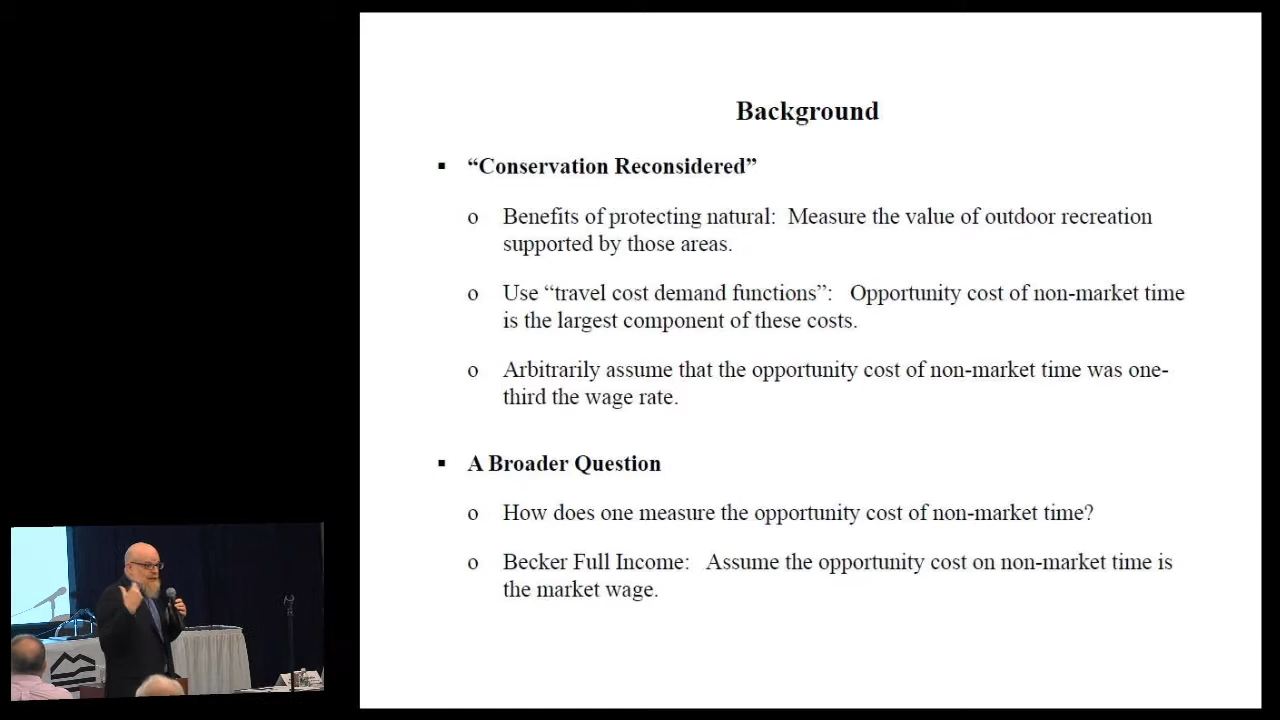 Background
▪ “Conservation Reconsidered”
o Benefits of protecting natural: Measure the value of outdoor recreation
supported by those areas.
o Use “travel cost demand functions”: Opportunity cost of non-market time
is the largest component of these costs.
o Arbitrarily assume that the opportunity cost of non-market time was one-
third the wage rate.
▪ A Broader Question
o How does one measure the opportunity cost of non-market time?
o Becker Full Income: Assume the opportunity cost on non-market time is
the market wage.